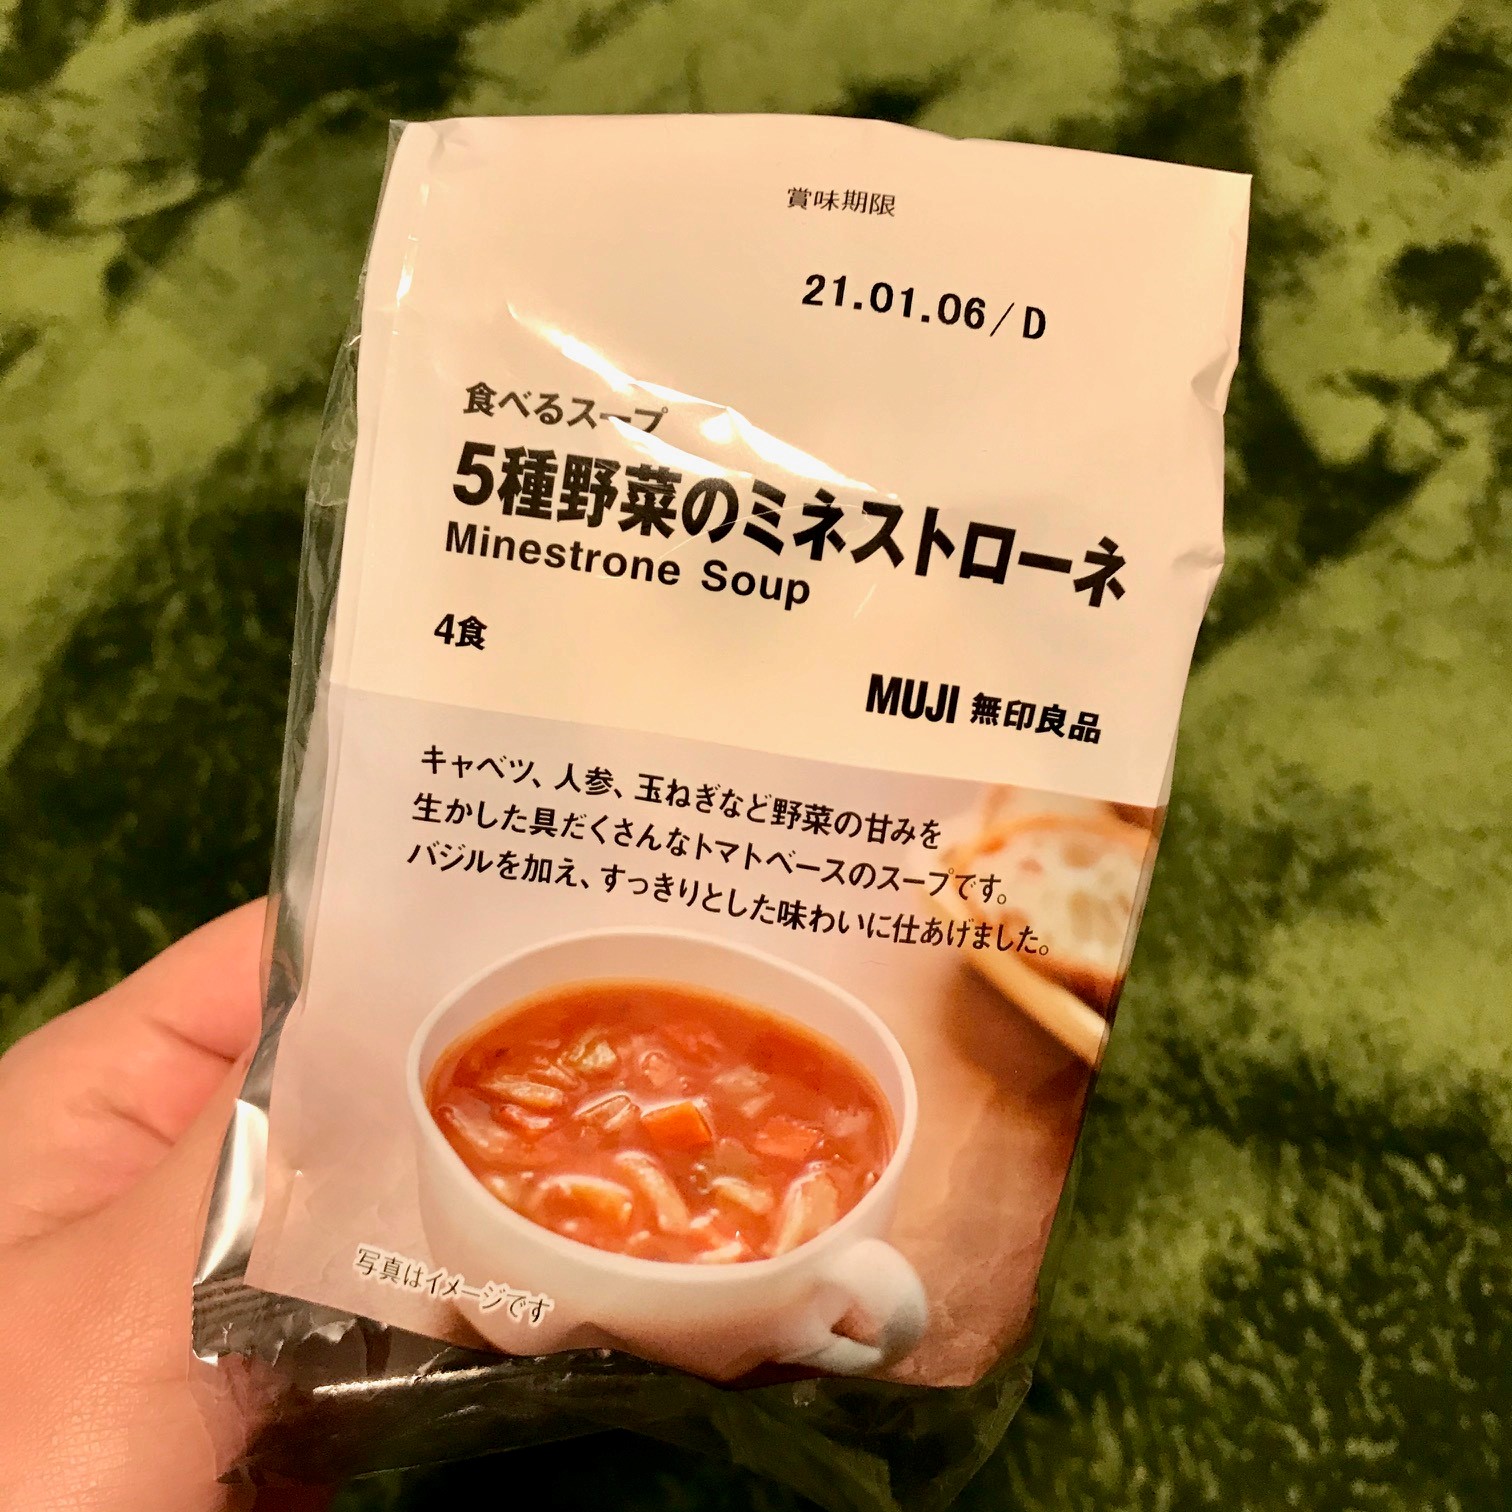 賞味期限
21.01.06/D
食べるスープ
5種野菜のミネストローネ
Minestrone Soup
4食
MUJI 無印良品
キャベツ、人参、玉ねぎなど野菜の甘みを
生かした具だくさんなトマトベースのスープです。
バジルを加え、すっきりとした味わいに仕あげました。
写真はイメージです